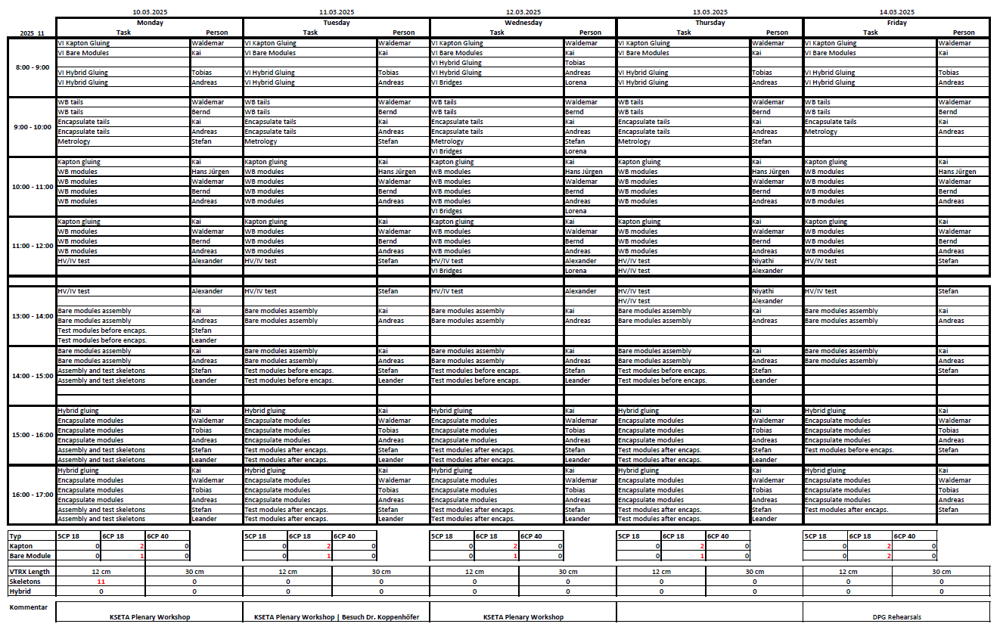 10.03.2025 11.03.2025 12.03.2025 13.03.2025 14.03.2025
Monday Tuesday Wednesday Thursday Friday
2025 11 Task Person Task Person Task Person Task Person Task Person
VI Kapton Gluing Waldemar VI Kapton Gluing Waldemar VI Kapton Gluing Waldemar VI Kapton Gluing Waldemar VI Kapton Gluing Waldemar
VI Bare Modules Kai VI Bare Modules Kai VI Bare Modules Kai VI Bare Modules Kai VI Bare Modules Kai
VI Hybrid Gluing Tobias
8:00 - 9:00
VI Hybrid Gluing Tobias VI Hybrid Gluing Tobias VI Hybrid Gluing Andreas VI Hybrid Gluing Tobias VI Hybrid Gluing Tobias
VI Hybrid Gluing Andreas VI Hybrid Gluing Andreas VI Bridges Lorena VI Hybrid Gluing Andreas VI Hybrid Gluing Andreas
WB tails Waldemar WB tails Waldemar WB tails Waldemar WB tails Waldemar WB tails Waldemar
WB tails Bernd WB tails Bernd WB tails Bernd WB tails Bernd WB tails Bernd
Encapsulate tails Kai Encapsulate tails Kai Encapsulate tails Kai Encapsulate tails Kai Encapsulate tails Kai
9:00 - 10:00
Encapsulate tails Andreas Encapsulate tails Andreas Encapsulate tails Andreas Encapsulate tails Andreas Metrology Andreas
Metrology Stefan Metrology Stefan Metrology Stefan Metrology Stefan
VI Bridges Lorena
Kapton gluing Kai Kapton gluing Kai Kapton gluing Kai Kapton gluing Kai Kapton gluing Kai
WB modules Hans Jürgen WB modules Hans Jürgen WB modules Hans Jürgen WB modules Hans Jürgen WB modules Hans Jürgen
WB modules Waldemar WB modules Waldemar WB modules Waldemar WB modules Waldemar WB modules Waldemar
10:00 - 11:00
WB modules Bernd WB modules Bernd WB modules Bernd WB modules Bernd WB modules Bernd
WB modules Andreas WB modules Andreas WB modules Andreas WB modules Andreas WB modules Andreas
VI Bridges Lorena
Kapton gluing Kai Kapton gluing Kai Kapton gluing Kai Kapton gluing Kai Kapton gluing Kai
WB modules Waldemar WB modules Waldemar WB modules Waldemar WB modules Waldemar WB modules Waldemar
WB modules Bernd WB modules Bernd WB modules Bernd WB modules Bernd WB modules Bernd
11:00 - 12:00
WB modules Andreas WB modules Andreas WB modules Andreas WB modules Andreas WB modules Andreas
HV/IV test Alexander HV/IV test Stefan HV/IV test Alexander HV/IV test Niyathi HV/IV test Stefan
VI Bridges Lorena HV/IV test Alexander
HV/IV test Alexander HV/IV test Stefan HV/IV test Alexander HV/IV test Niyathi HV/IV test Stefan
HV/IV test Alexander
Bare modules assembly Kai Bare modules assembly Kai Bare modules assembly Kai Bare modules assembly Kai Bare modules assembly Kai
13:00 - 14:00
Bare modules assembly Andreas Bare modules assembly Andreas Bare modules assembly Andreas Bare modules assembly Andreas Bare modules assembly Andreas
Test modules before encaps. Stefan
Test modules before encaps. Leander
Bare modules assembly Kai Bare modules assembly Kai Bare modules assembly Kai Bare modules assembly Kai Bare modules assembly Kai
Bare modules assembly Andreas Bare modules assembly Andreas Bare modules assembly Andreas Bare modules assembly Andreas Bare modules assembly Andreas
Assembly and test skeletons Stefan Test modules before encaps. Stefan Test modules before encaps. Stefan Test modules before encaps. Stefan Stefan
14:00 - 15:00
Assembly and test skeletons Leander Test modules before encaps. Leander Test modules before encaps. Leander Test modules before encaps. Leander
Hybrid gluing Kai Hybrid gluing Kai Hybrid gluing Kai Hybrid gluing Kai Hybrid gluing Kai
Encapsulate modules Waldemar Encapsulate modules Waldemar Encapsulate modules Waldemar Encapsulate modules Waldemar Encapsulate modules Waldemar
Encapsulate modules Tobias Encapsulate modules Tobias Encapsulate modules Tobias Encapsulate modules Tobias Encapsulate modules Tobias
15:00 - 16:00
Encapsulate modules Andreas Encapsulate modules Andreas Encapsulate modules Andreas Encapsulate modules Andreas Encapsulate modules Andreas
Assembly and test skeletons Stefan Test modules after encaps. Stefan Test modules after encaps. Stefan Test modules after encaps. Stefan Test modules before encaps. Stefan
Assembly and test skeletons Leander Test modules after encaps. Leander Test modules after encaps. Leander Test modules after encaps. Leander
Hybrid gluing Kai Hybrid gluing Kai Hybrid gluing Kai Hybrid gluing Kai Hybrid gluing Kai
Encapsulate modules Waldemar Encapsulate modules Waldemar Encapsulate modules Waldemar Encapsulate modules Waldemar Encapsulate modules Waldemar
Encapsulate modules Tobias Encapsulate modules Tobias Encapsulate modules Tobias Encapsulate modules Tobias Encapsulate modules Tobias
16:00 - 17:00
Encapsulate modules Andreas Encapsulate modules Andreas Encapsulate modules Andreas Encapsulate modules Andreas Encapsulate modules Andreas
Assembly and test skeletons Stefan Test modules after encaps. Stefan Test modules after encaps. Stefan Test modules after encaps. Stefan Test modules after encaps. Stefan
Assembly and test skeletons Leander Test modules after encaps. Leander Test modules after encaps. Leander Test modules after encaps. Leander
Typ 5CP 18 6CP 18 6CP 40 5CP 18 6CP 18 6CP 40 5CP 18 6CP 18 6CP 40 5CP 18 6CP 18 6CP 40 5CP 18 6CP 18 6CP 40
Kapton 0 2 0 0 2 0 0 2 0 0 2 0 0 2 0
Bare Module 0 1 0 0 1 0 0 1 0 0 1 0 0 2 0
VTRX Length 12 cm 30 cm 12 cm 30 cm 12 cm 30 cm 12 cm 30 cm 12 cm 30 cm
Skeletons 11 0 0 0 0 0 0 0 0 0
Hybrid 0 0 0 0 0 0 0 0 0 0
Kommentar
KSETA Plenary Workshop KSETA Plenary Workshop | Besuch Dr. Koppenhöfer KSETA Plenary Workshop DPG Rehearsals